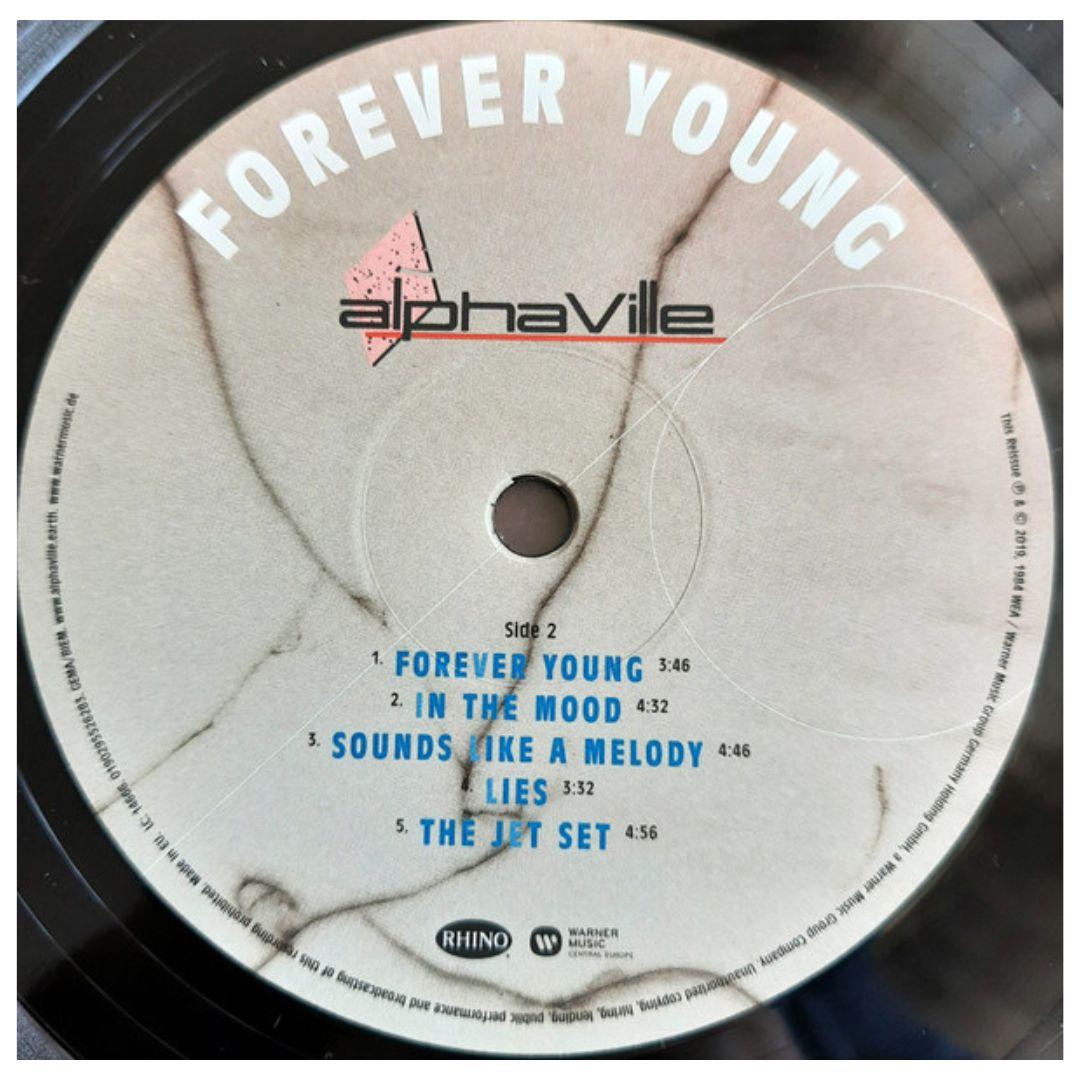 FOREVER YOUNG
alphaVille
Side 2
1. FOREVER YOUNG 3:46
2. IN THE MOOD 4:32
3. SOUNDS LIKE A MELODY 4:46
4. LIES 3:32
5. THE JET SET 4:56
RHINO
WARNER
MUSIC
CENTRAL EUROPE
This Reissue ℗ & © 2019, 1984 WEA / Warner Music Group Germany Holding GmbH, a Warner Music Group Company. Unauthorized copying, hiring, lending, public performance and broadcasting of this recording prohibited. Made in EU. LC 14666. 0190295526283. GEMA/BIEM. www.alphaville.earth. www.warnermusic.de